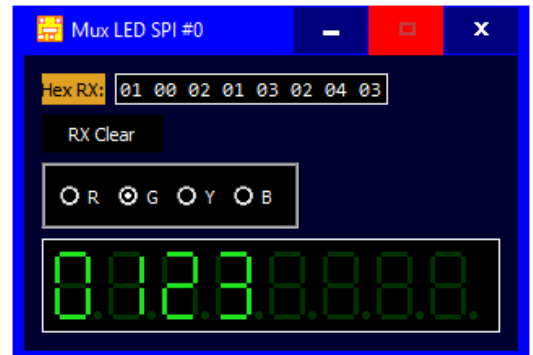 Mux LED SPI #0
Hex RX: 01 00 02 01 03 02 04 03
RX Clear
R G Y B
0123